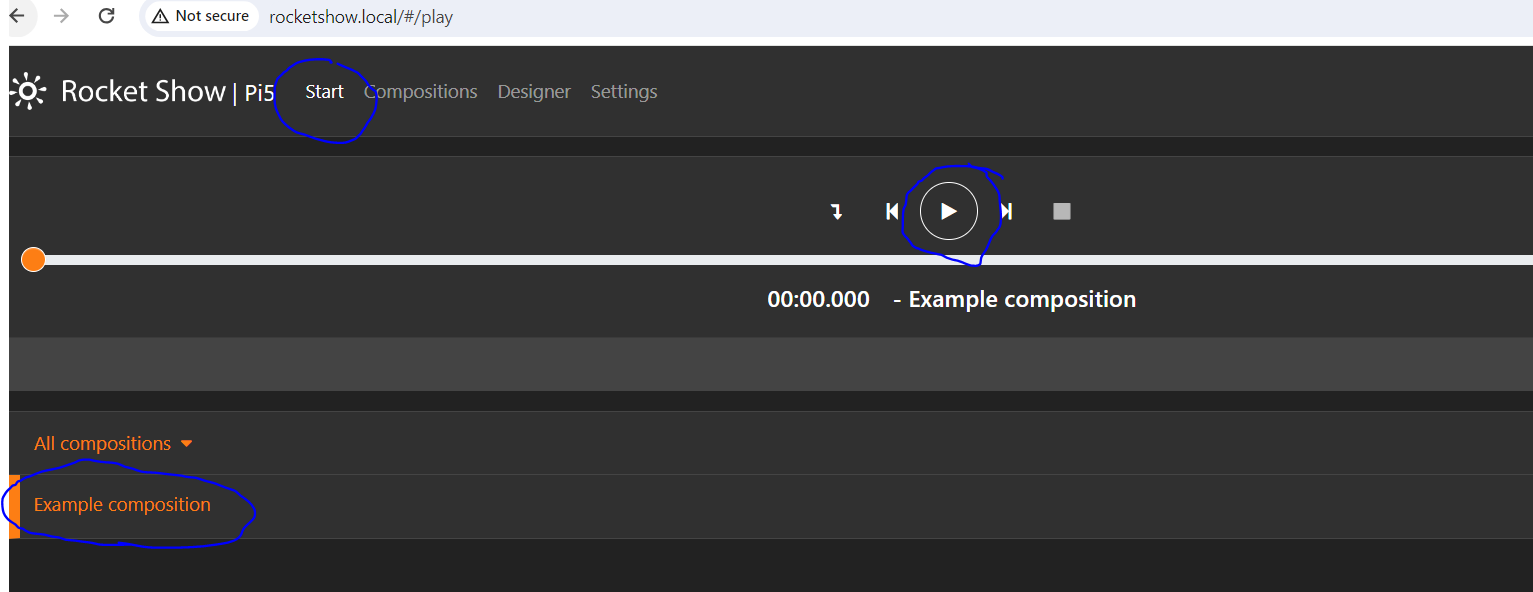 Not secure rocketshow.local/#/play
Rocket Show | Pi5 Start Compositions Designer Settings
00:00.000 - Example composition
All compositions
Example composition